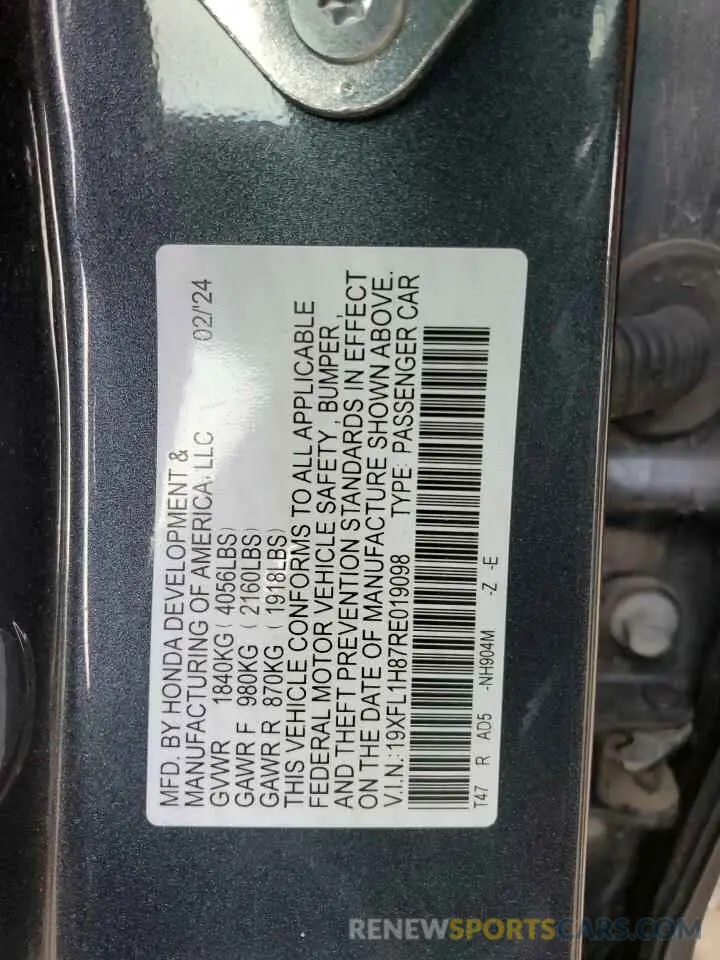 MFD. BY HONDA DEVELOPMENT &
MANUFACTURING OF AMERICA, LLC 02/'24
GVWR 1840KG ( 4056LBS)
GAWR F 980KG ( 2160LBS)
GAWR R 870KG ( 1918LBS)
THIS VEHICLE CONFORMS TO ALL APPLICABLE
FEDERAL MOTOR VEHICLE SAFETY, BUMPER,
AND THEFT PREVENTION STANDARDS IN EFFECT
ON THE DATE OF MANUFACTURE SHOWN ABOVE.
V.I.N.: 19XFL1H87RE019098 TYPE: PASSENGER CAR
T47 R AD5 -NH904M -Z -E
RENEWSPORTSCARS.COM